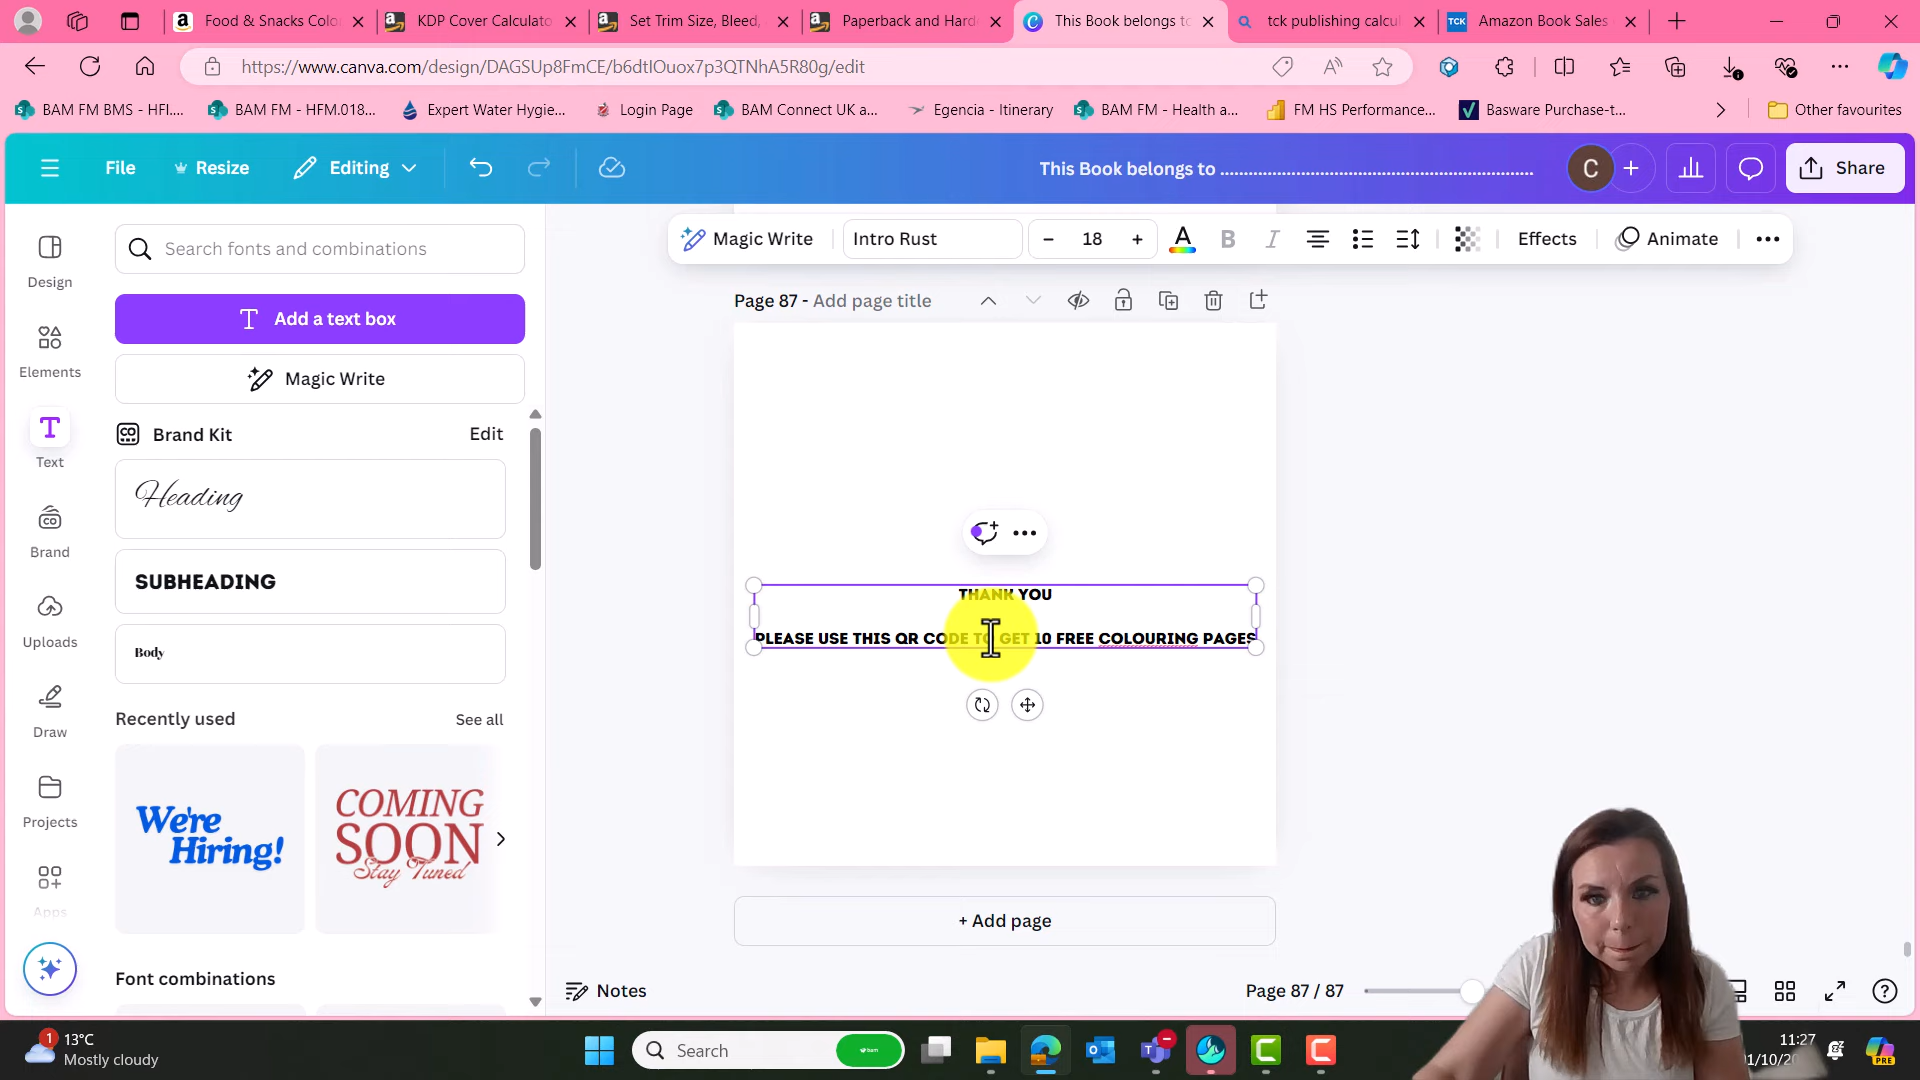 Food & Snacks Colo
KDP Cover Calculato
Set Trim Size, Bleed,
Paperback and Hard
This Book belongs to
tck publishing calcul
TCK
Amazon Book Sales
https://www.canva.com/design/DAGSUp8FmCE/b6dtIOuox7p3QTNhA5R80g/edit
BAM FM BMS - HFI....
BAM FM - HFM.018...
Expert Water Hygie...
Login Page
BAM Connect UK a...
Egencia - Itinerary
BAM FM - Health a...
FM HS Performance...
Basware Purchase-t...
Other favourites
File
Resize
Editing
This Book belongs to ................................................................
C
Share
Search fonts and combinations
Magic Write
Intro Rust
18
A
B
I
Effects
Animate
Design
Add a text box
Page 87 - Add page title
Elements
Magic Write
Brand Kit
Edit
Text
Heading
Brand
SUBHEADING
THANK YOU
Uploads
PLEASE USE THIS QR CODE TO GET 10 FREE COLOURING PAGES
Body
Draw
Recently used
See all
Projects
We're Hiring!
COMING
SOON
Stay Tuned
Apps
+ Add page
Font combinations
Notes
Page 87 / 87
1
13°C
Mostly cloudy
Search
bam
11:27
1/10/20
PRE